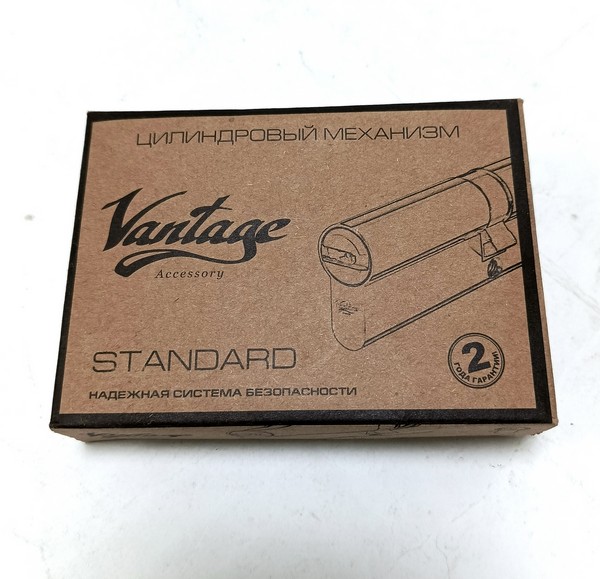 ЦИЛИНДРОВЫЙ МЕХАНИЗМ
Vantage
Accessory
STANDARD
НАДЕЖНАЯ СИСТЕМА БЕЗОПАСНОСТИ
2
ГОДА ГАРАНТИИ!